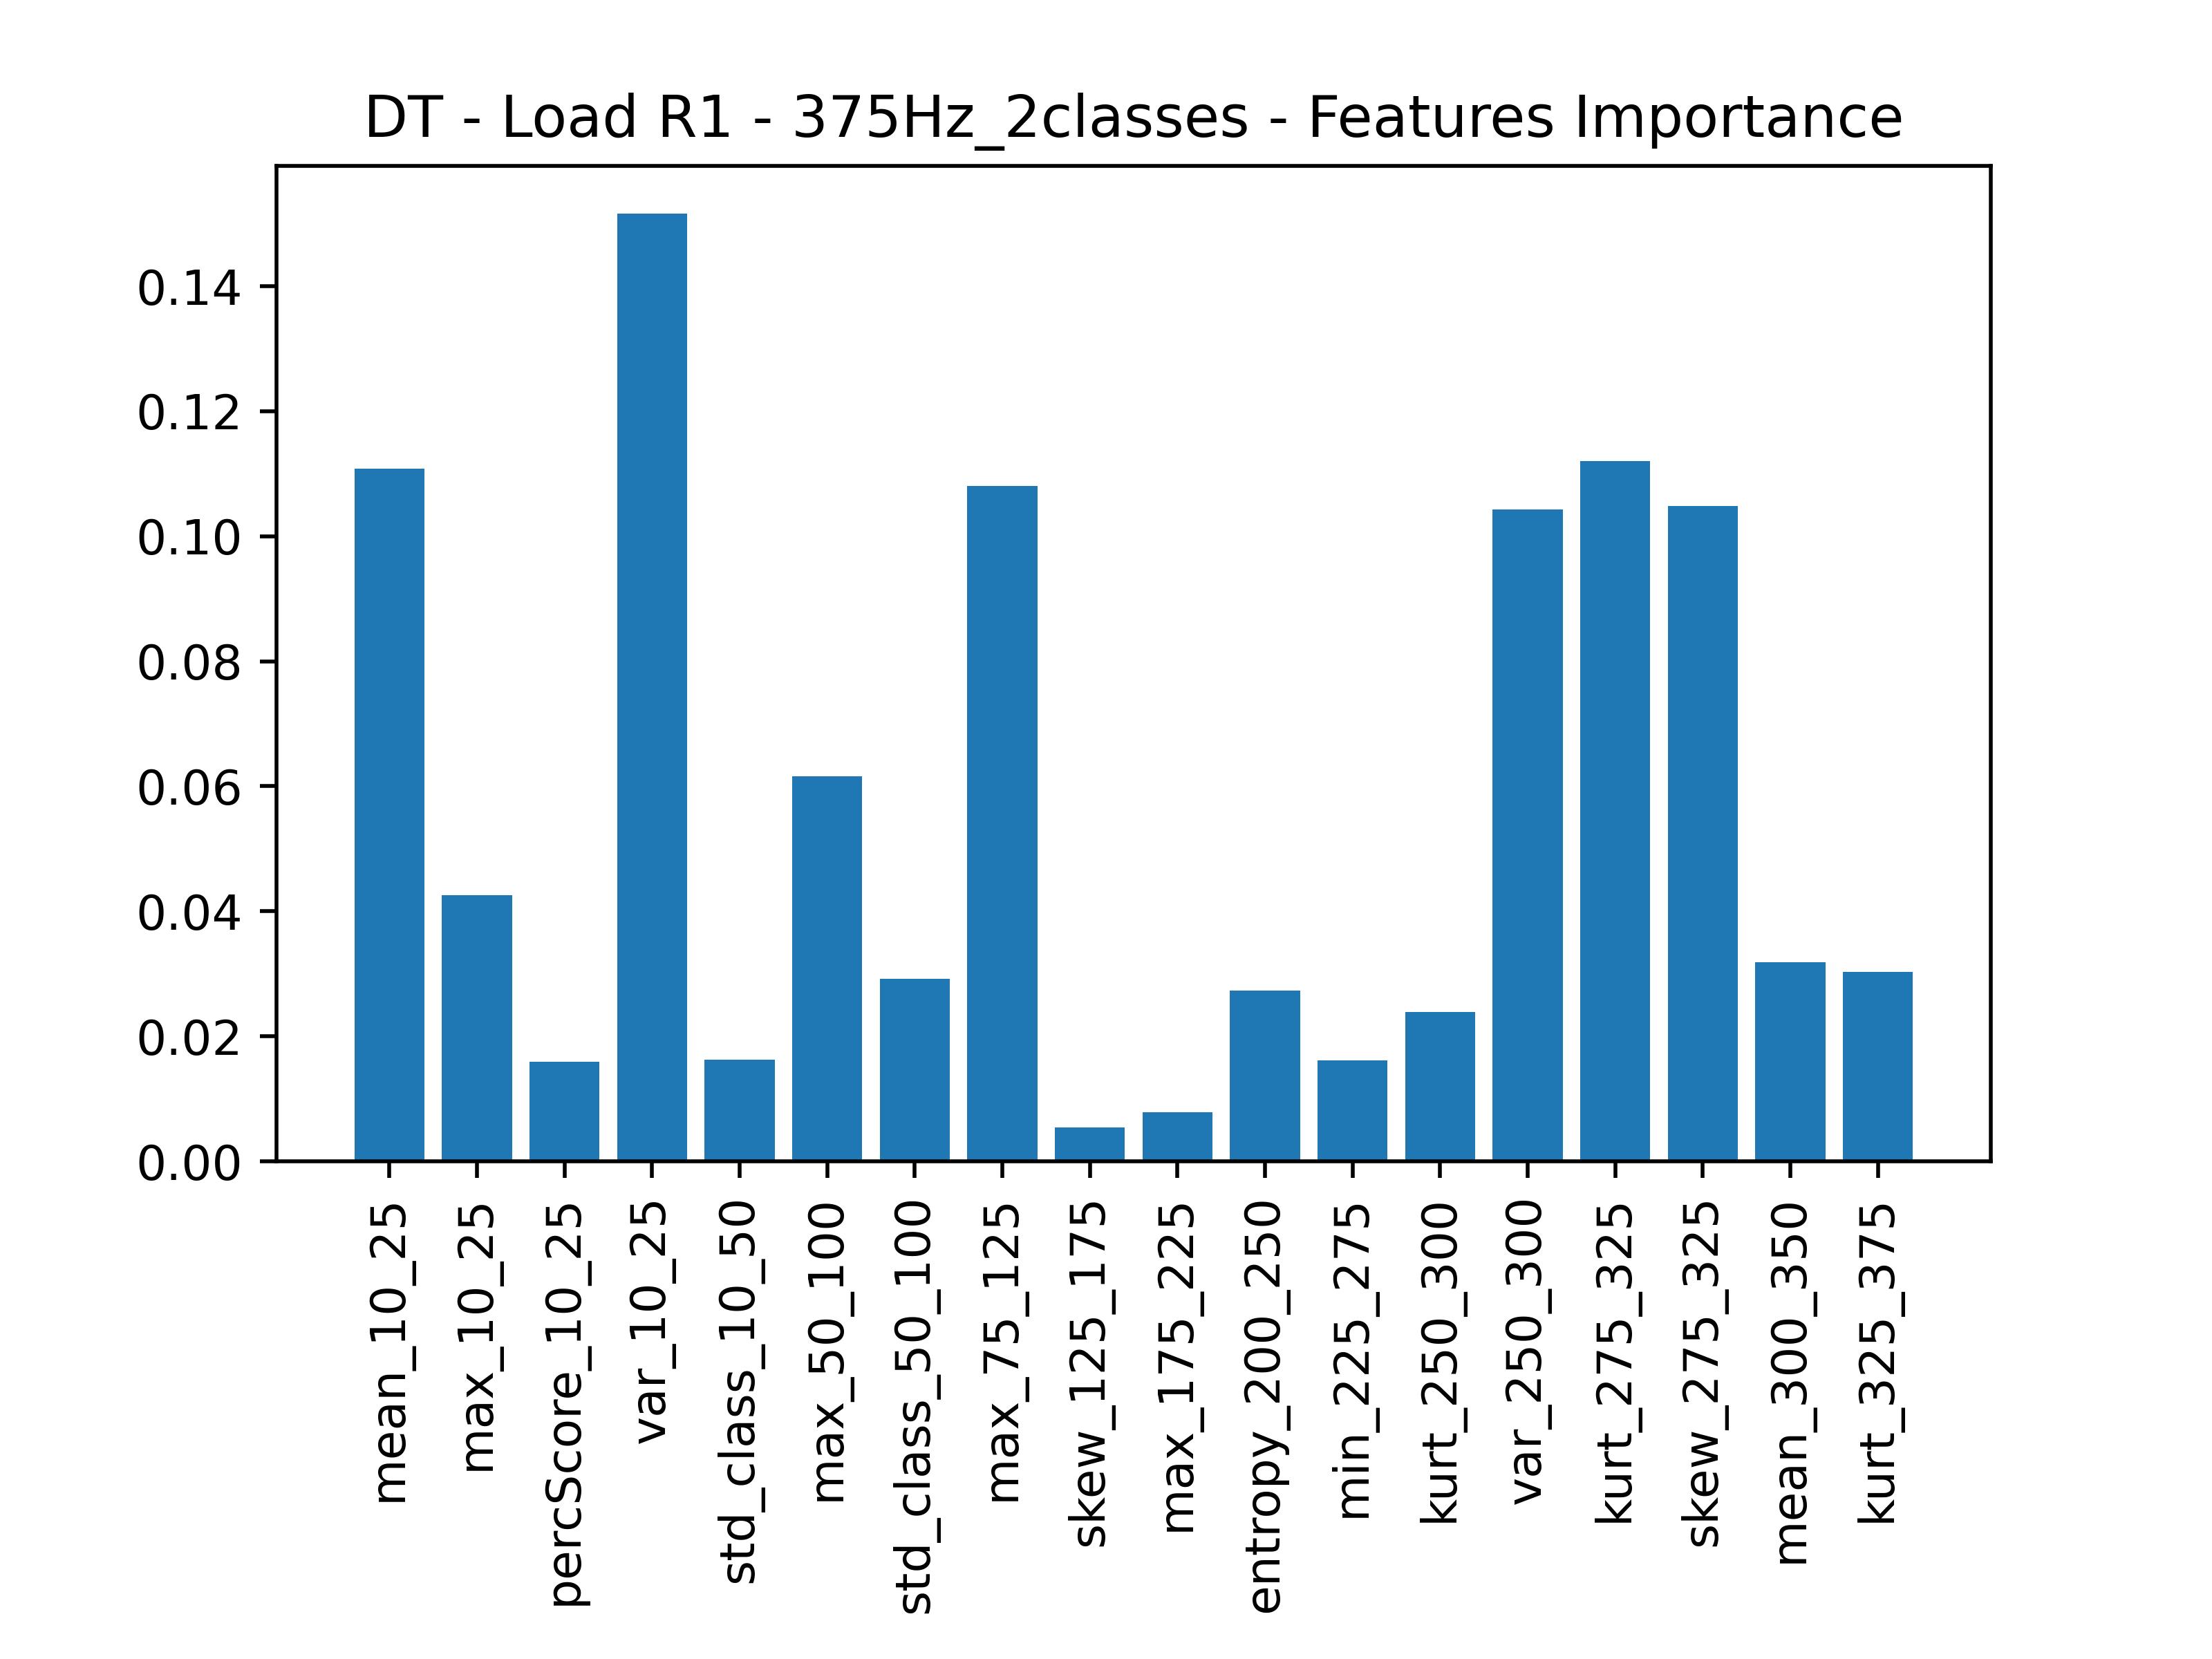 DT - Load R1 - 375Hz_2classes - Features Importance
0.14
0.12
0.10
0.08
0.06
0.04
0.02
0.00
mean_10_25
max_10_25
percScore_10_25
var_10_25
std_class_10_50
max_50_100
std_class_50_100
max_75_125
skew_125_175
max_175_225
entropy_200_250
min_225_275
kurt_250_300
var_250_300
kurt_275_325
skew_275_325
mean_300_350
kurt_325_375